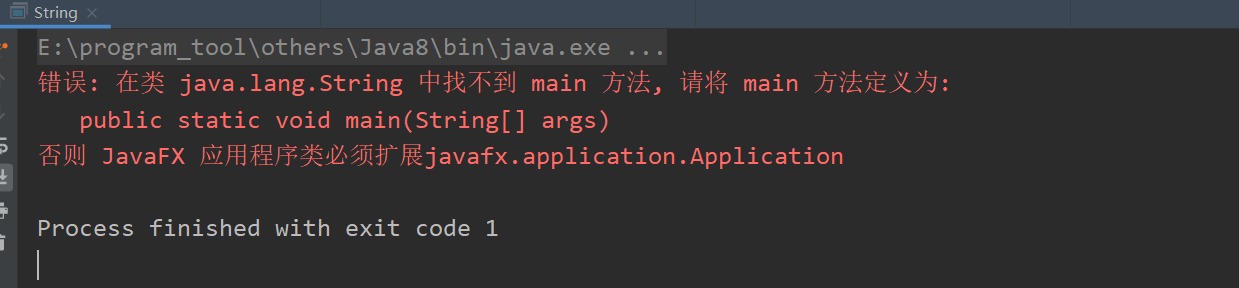 String
E:\program_tool\others\Java8\bin\java.exe ...
错误: 在类 java.lang.String 中找不到 main 方法, 请将 main 方法定义为:
public static void main(String[] args)
否则 JavaFX 应用程序类必须扩展javafx.application.Application
Process finished with exit code 1